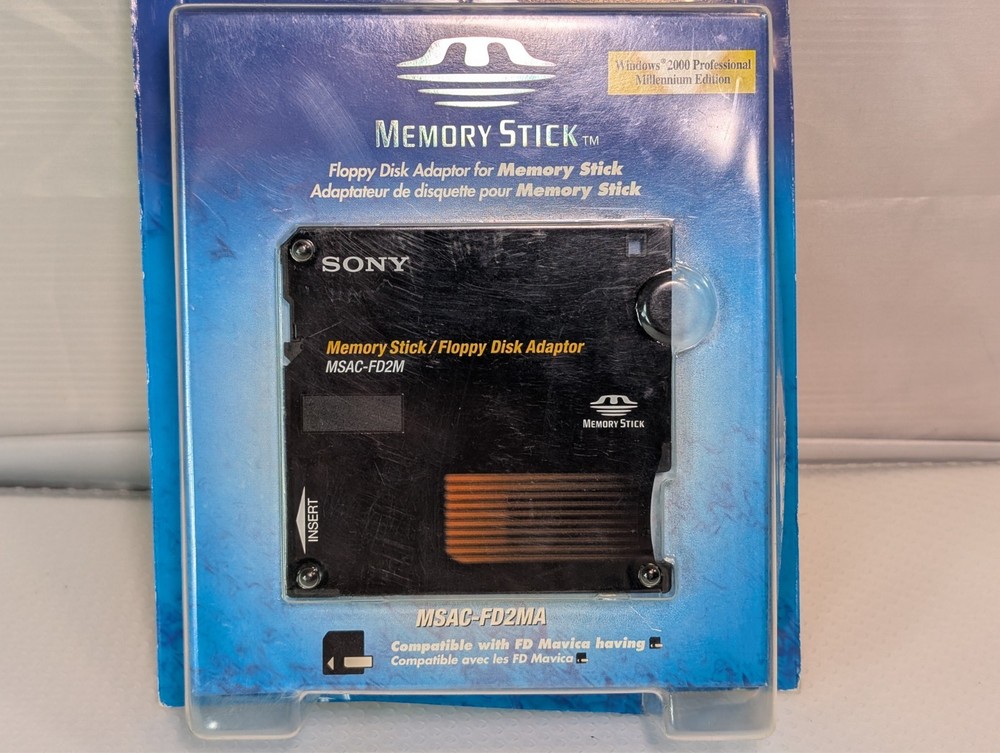 MEMORY STICK™
Windows® 2000 Professional
Millennium Edition
Floppy Disk Adaptor for Memory Stick
Adaptateur de disquette pour Memory Stick
SONY
Memory Stick / Floppy Disk Adaptor
MSAC-FD2M
MEMORY STICK
INSERT
MSAC-FD2MA
Compatible with FD Mavica having
Compatible avec les FD Mavica